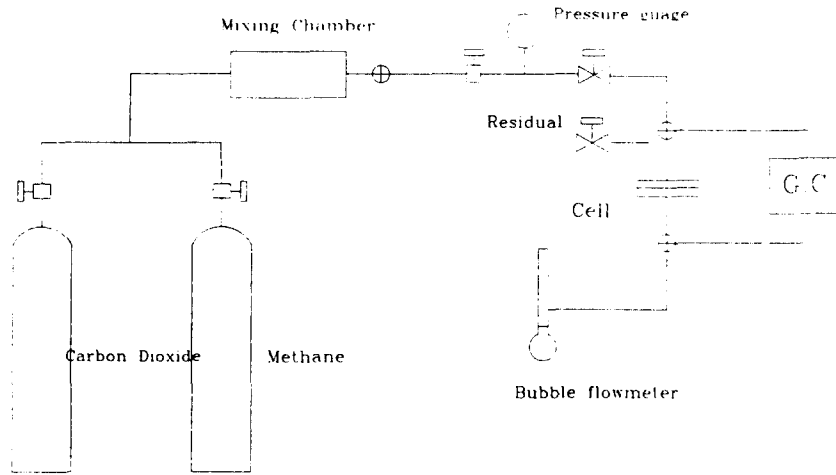 Pressure guage
Mixing Chamber
Residual
G.C
Cell
Carbon Dioxide
Methane
Bubble flowmeter